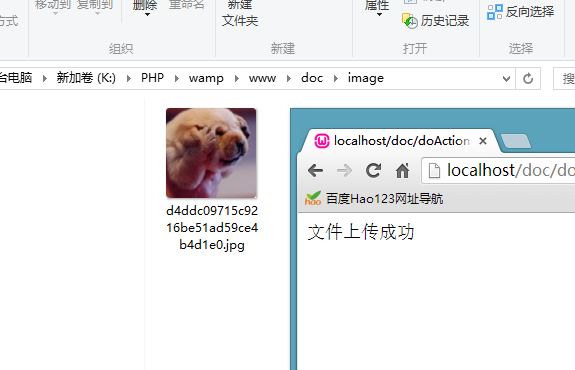 方式
移动到 复制到 删除 重命名
新建
文件夹
属性
历史记录
反向选择
组织 新建 打开 选择
台电脑 新加卷 (K:) PHP wamp www doc image
搜
d4ddc09715c92
16be51ad59ce4
b4d1e0.jpg
localhost/doc/doAction
localhost/doc/do
百度Hao123网址导航
文件上传成功